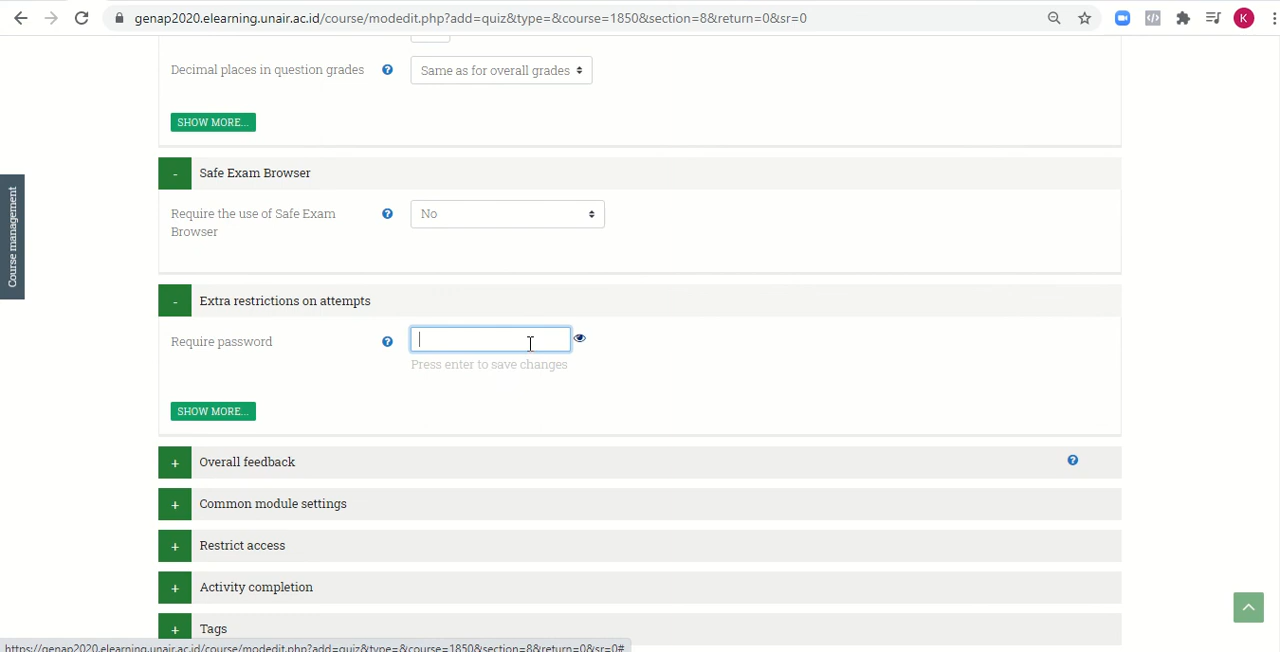 genap2020.elearning.unair.ac.id/course/modedit.php?add=quiz&type=&course=1850&section=8&return=0&sr=0
K
Decimal places in question grades
Same as for overall grades
SHOW MORE...
- Safe Exam Browser
Require the use of Safe Exam
Browser
No
- Extra restrictions on attempts
Require password
Press enter to save changes
SHOW MORE...
+ Overall feedback
+ Common module settings
+ Restrict access
+ Activity completion
+ Tags
Course management
https://genap2020.elearning.unair.ac.id/course/modedit.php?add=quiz&type=&course=1850&section=8&return=0&sr=0#